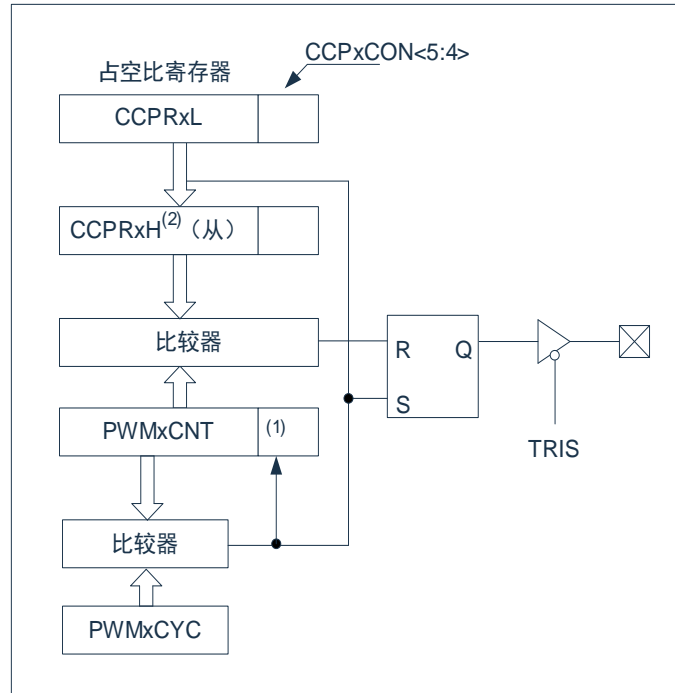 CCPxCON<5:4>
占空比寄存器
CCPRxL
CCPRxH(2)（从）
比较器
R Q
S
PWMxCNT
(1)
TRIS
比较器
PWMxCYC